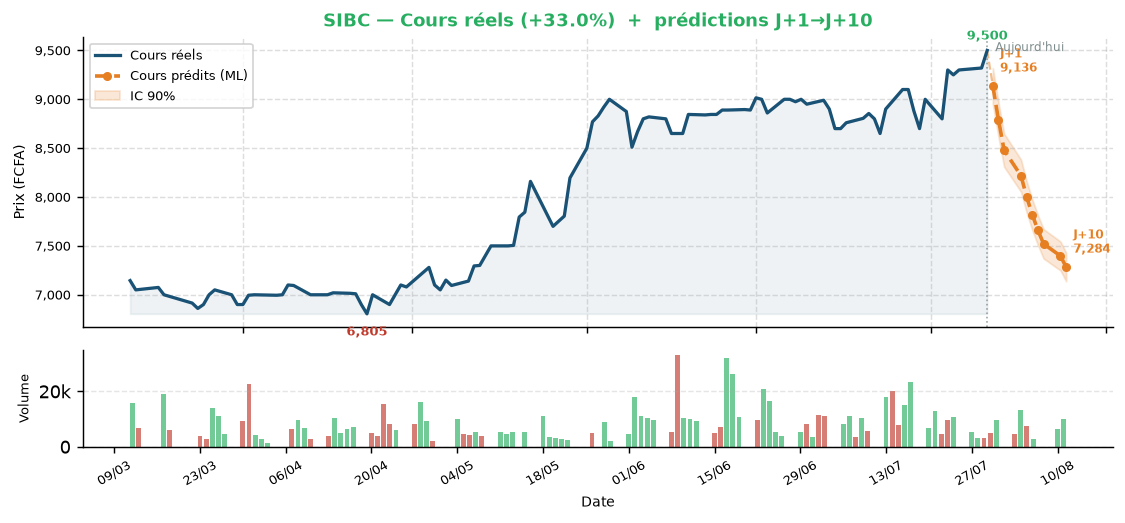 SIBC — Cours réels (+33.0%)  +  prédictions J+1→J+10
9,500
Aujourd'hui
J+1
9,136
Cours réels
Cours prédits (ML)
IC 90%
Prix (FCFA)
9,500
9,000
8,500
8,000
7,500
7,000
J+10
7,284
6,805
Volume
20k
0
09/03
23/03
06/04
20/04
04/05
18/05
01/06
15/06
29/06
13/07
27/07
10/08
Date